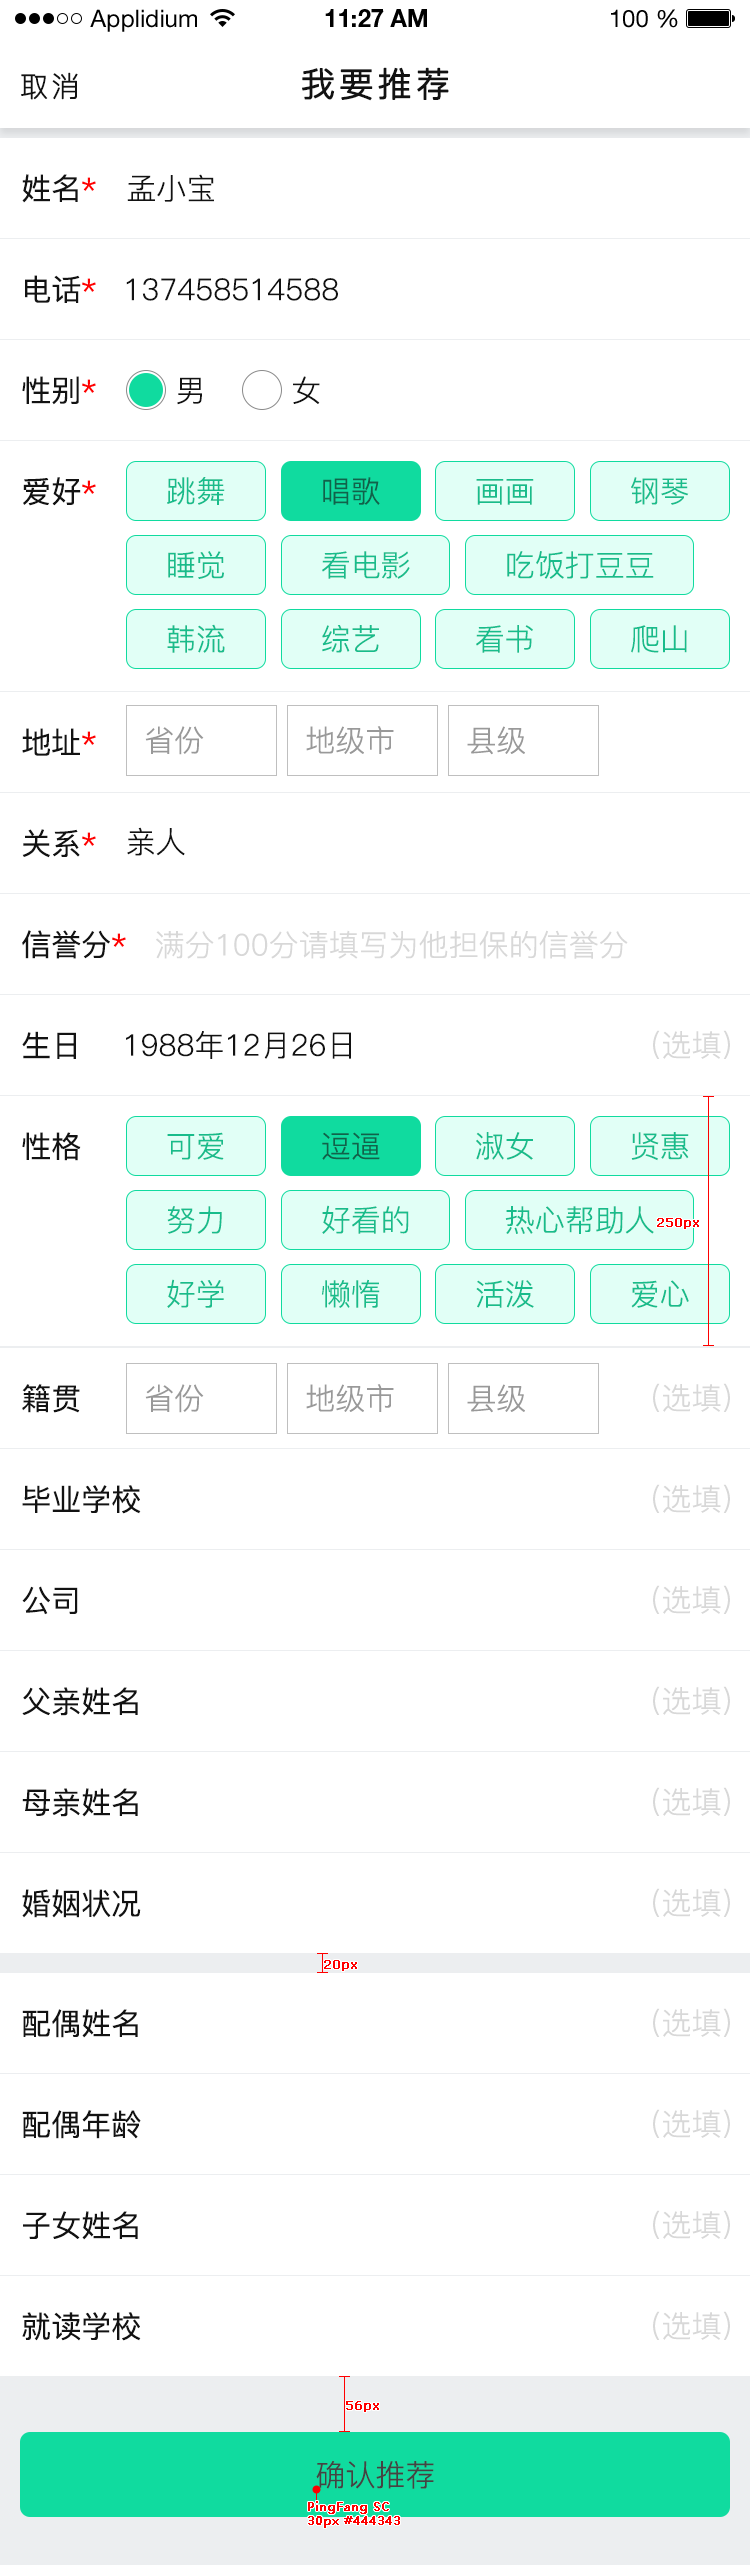 Applidium 11:27 AM 100 %
取消 我要推荐
姓名* 孟小宝
电话* 137458514588
性别* 男 女
爱好* 跳舞 唱歌 画画 钢琴
睡觉 看电影 吃饭打豆豆
韩流 综艺 看书 爬山
地址* 省份 地级市 县级
关系* 亲人
信誉分* 满分100分请填写为他担保的信誉分
生日 1988年12月26日 (选填)
性格 可爱 逗逼 淑女 贤惠
努力 好看的 热心帮助人 250px
好学 懒惰 活泼 爱心
籍贯 省份 地级市 县级 (选填)
毕业学校 (选填)
公司 (选填)
父亲姓名 (选填)
母亲姓名 (选填)
婚姻状况 (选填)
20px
配偶姓名 (选填)
配偶年龄 (选填)
子女姓名 (选填)
就读学校 (选填)
56px
确认推荐
PingFang SC
30px #444343